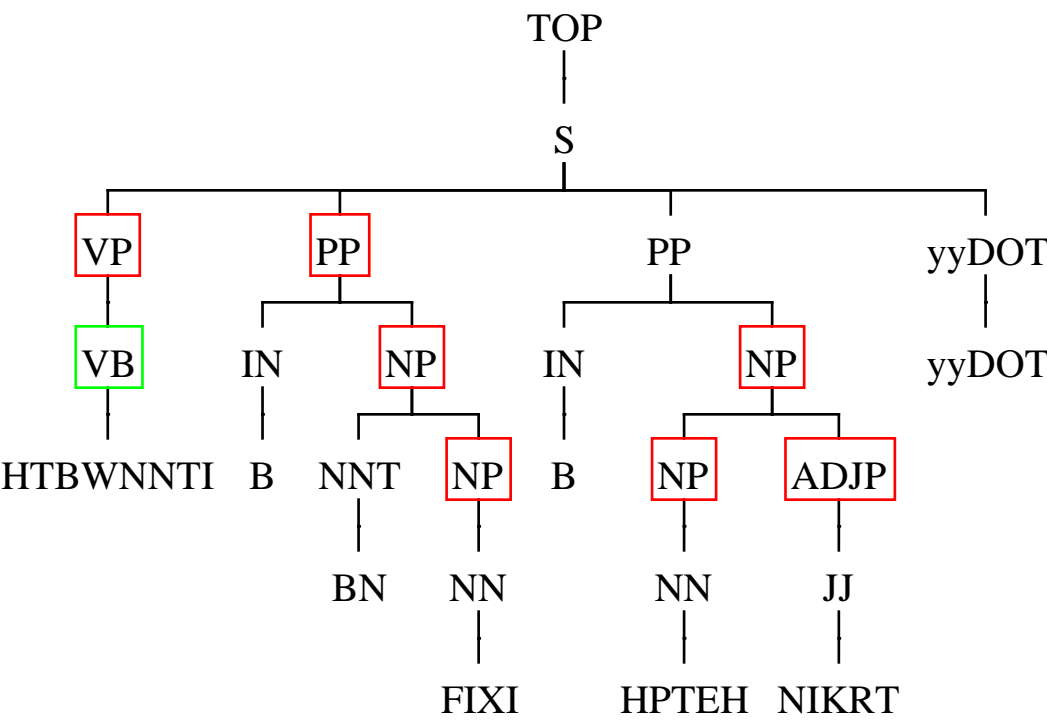 TOP
S
VP PP PP yyDOT
VB IN NP IN NP yyDOT
HTBWNNTI B NNT NP B NP ADJP
BN NN NN JJ
FIXI HPTEH NIKRT